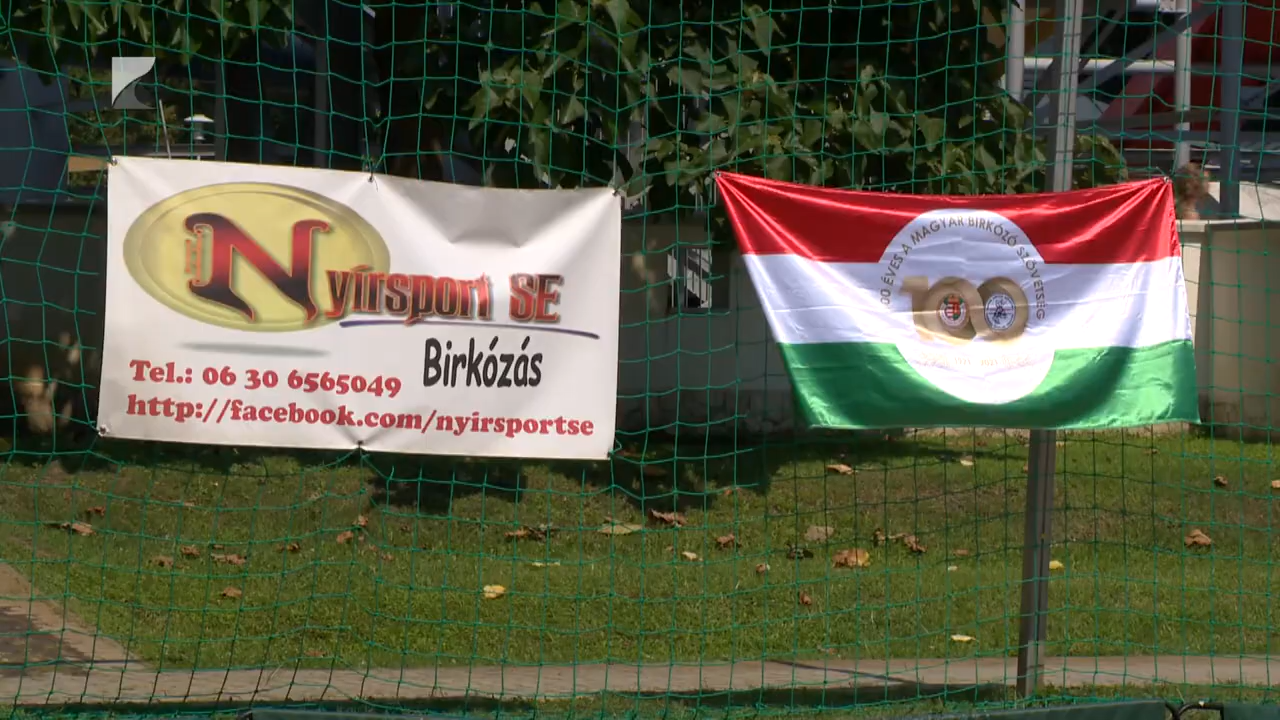 Nyírsport SE
Birkózás
Tel.: 06 30 6565049
http://facebook.com/nyirsportse
100 ÉVES A MAGYAR BIRKÓZÓ SZÖVETSÉG
100